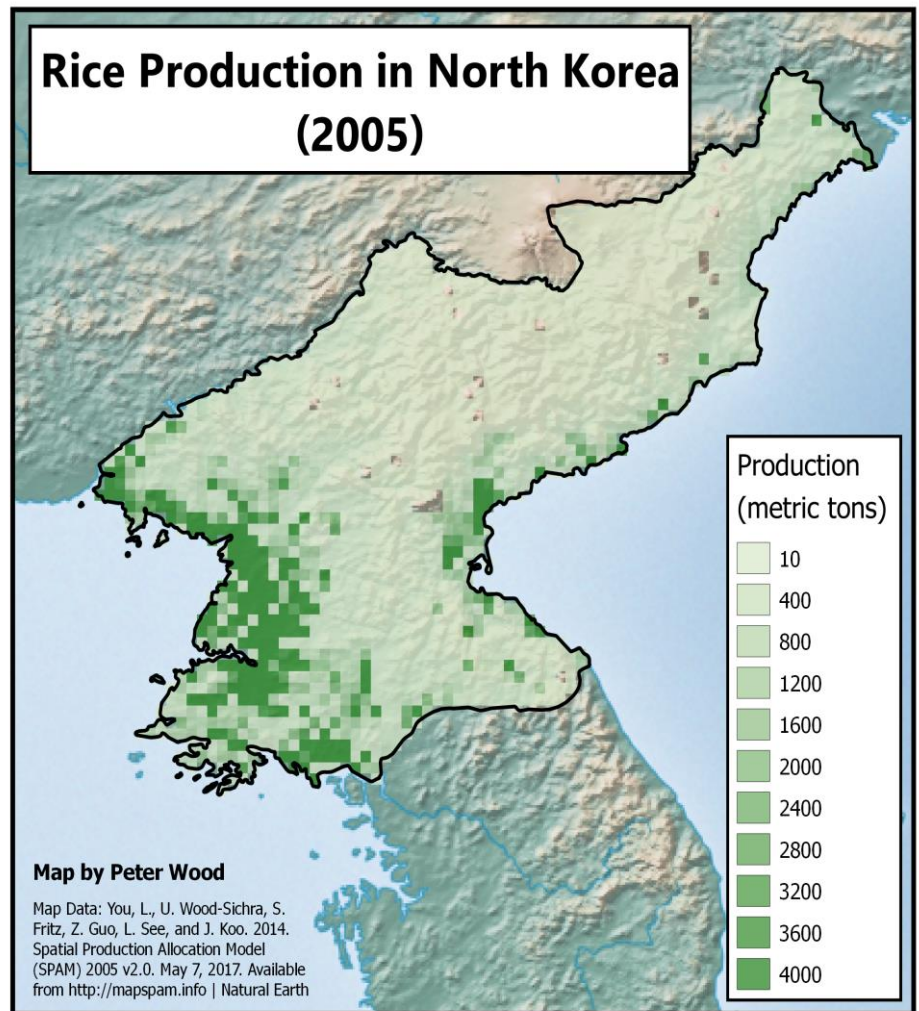 Rice Production in North Korea
(2005)
Production
(metric tons)
10
400
800
1200
1600
2000
2400
2800
3200
3600
4000
Map by Peter Wood
Map Data: You, L., U. Wood-Sichra, S.
Fritz, Z. Guo, L. See, and J. Koo. 2014.
Spatial Production Allocation Model
(SPAM) 2005 v2.0. May 7, 2017. Available
from http://mapspam.info | Natural Earth